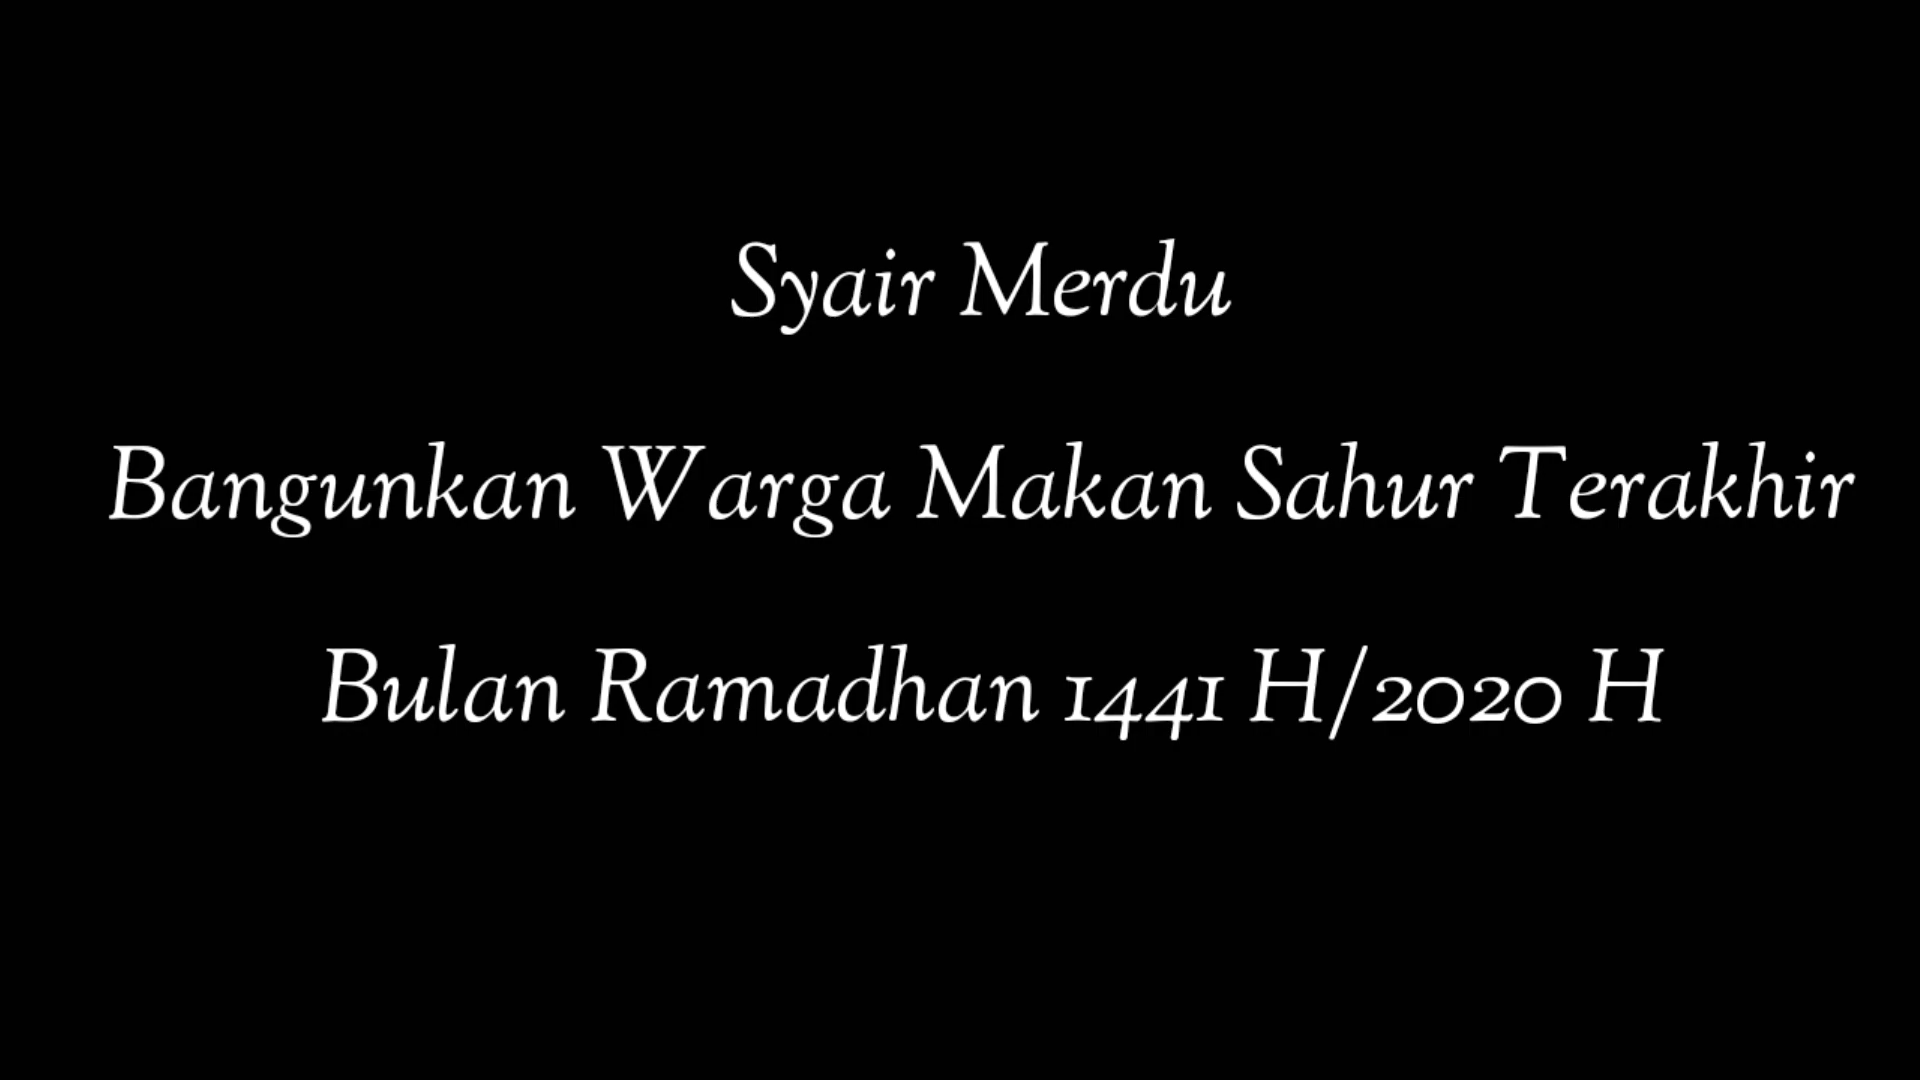 Syair Merdu
Bangunkan Warga Makan Sahur Terakhir
Bulan Ramadhan 1441 H/2020 H